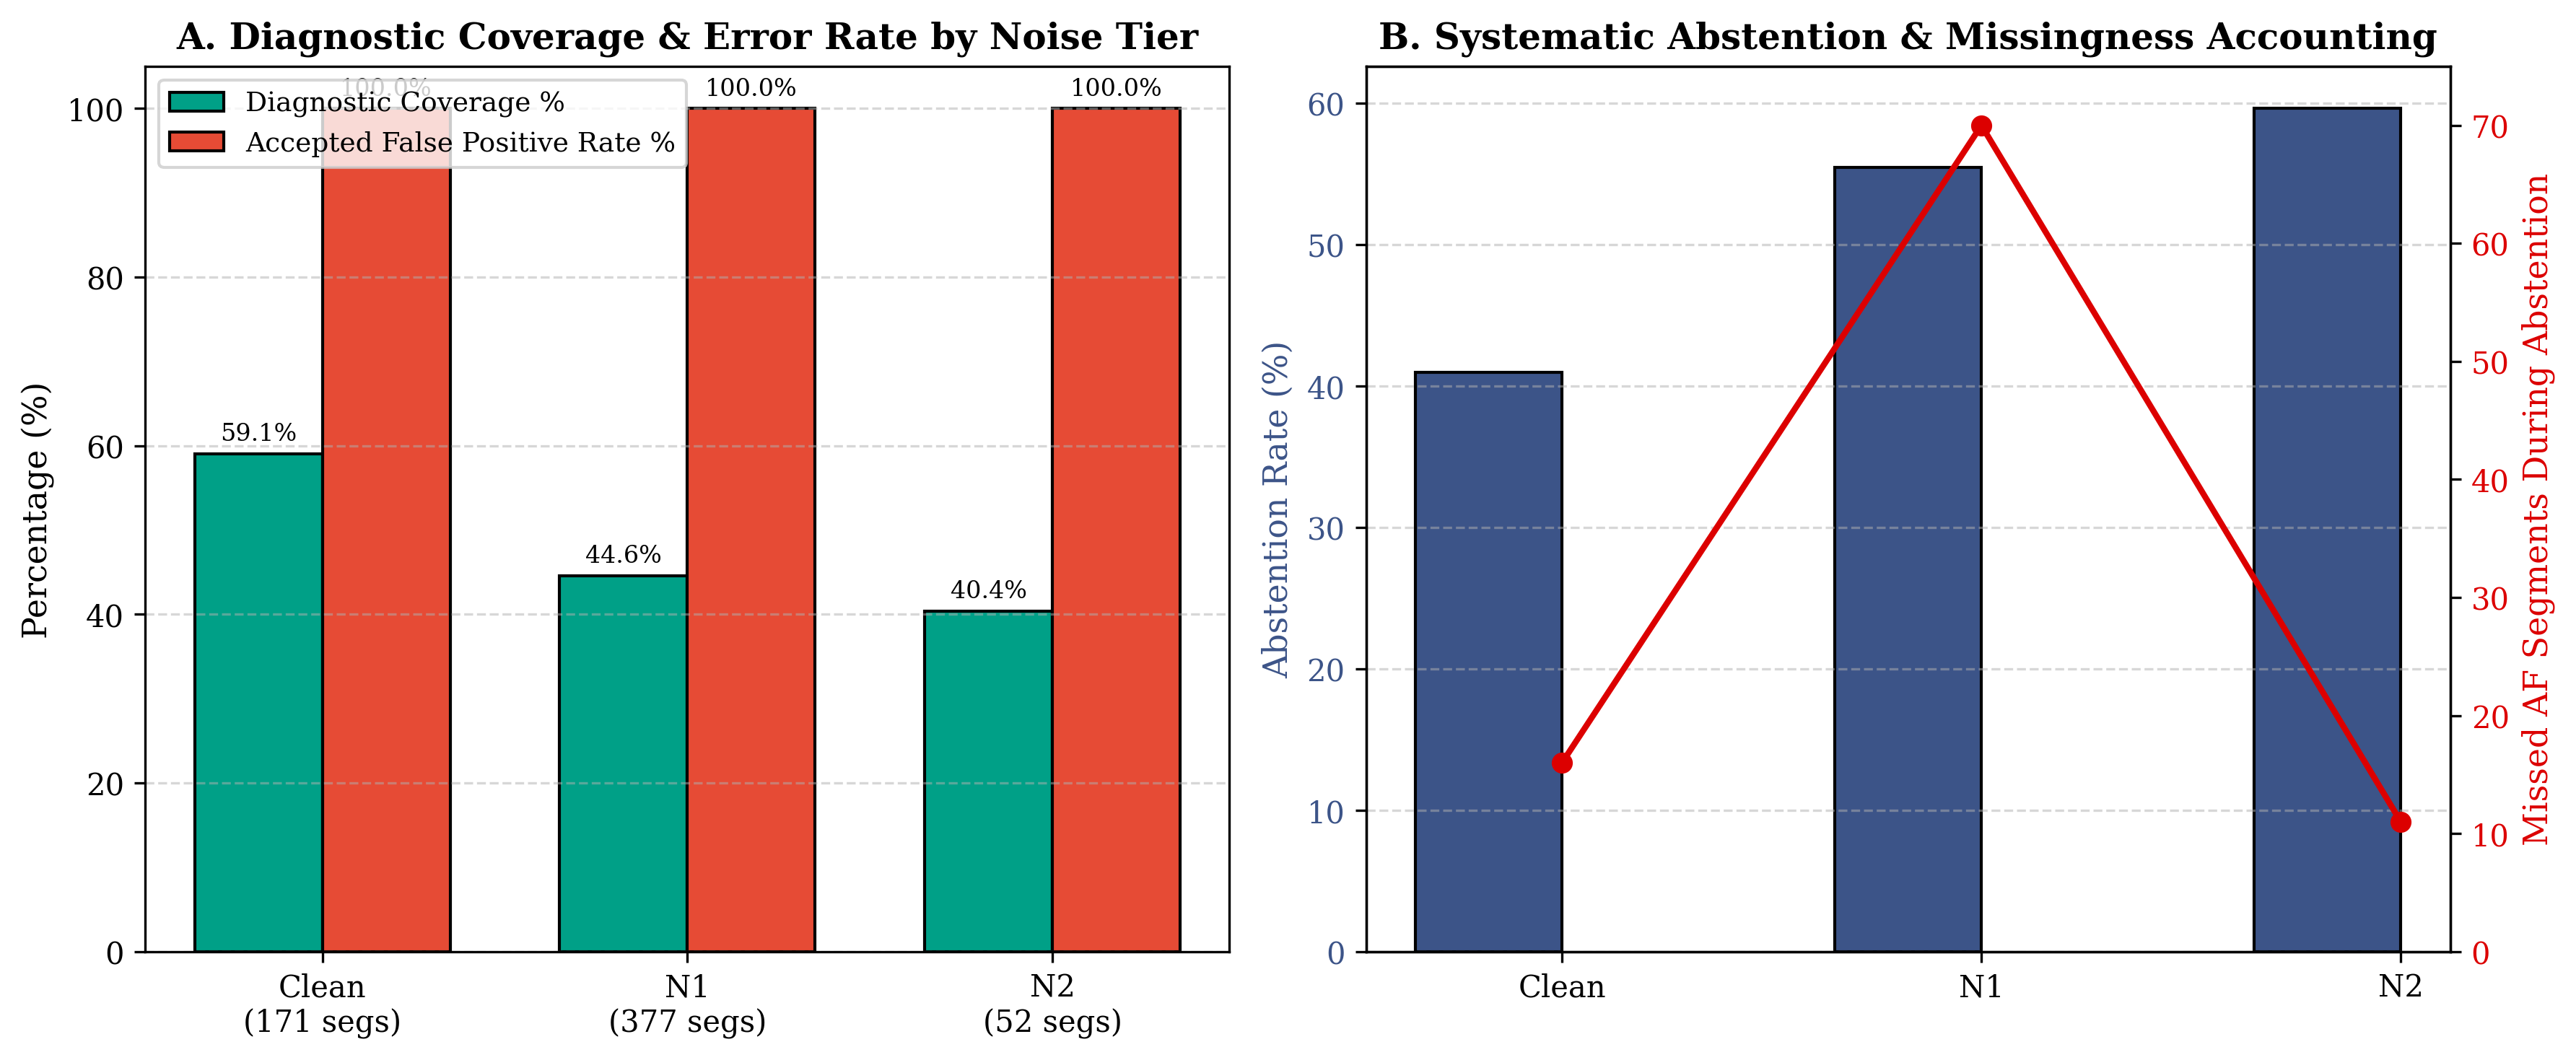 A. Diagnostic Coverage & Error Rate by Noise Tier
Percentage (%)
100
80
60
40
20
0
Diagnostic Coverage %
Accepted False Positive Rate %
100.0%
100.0%
100.0%
59.1%
44.6%
40.4%
Clean
(171 segs)
N1
(377 segs)
N2
(52 segs)
B. Systematic Abstention & Missingness Accounting
Abstention Rate (%)
60
50
40
30
20
10
0
Clean
N1
N2
70
60
50
40
30
20
10
0
Missed AF Segments During Abstention